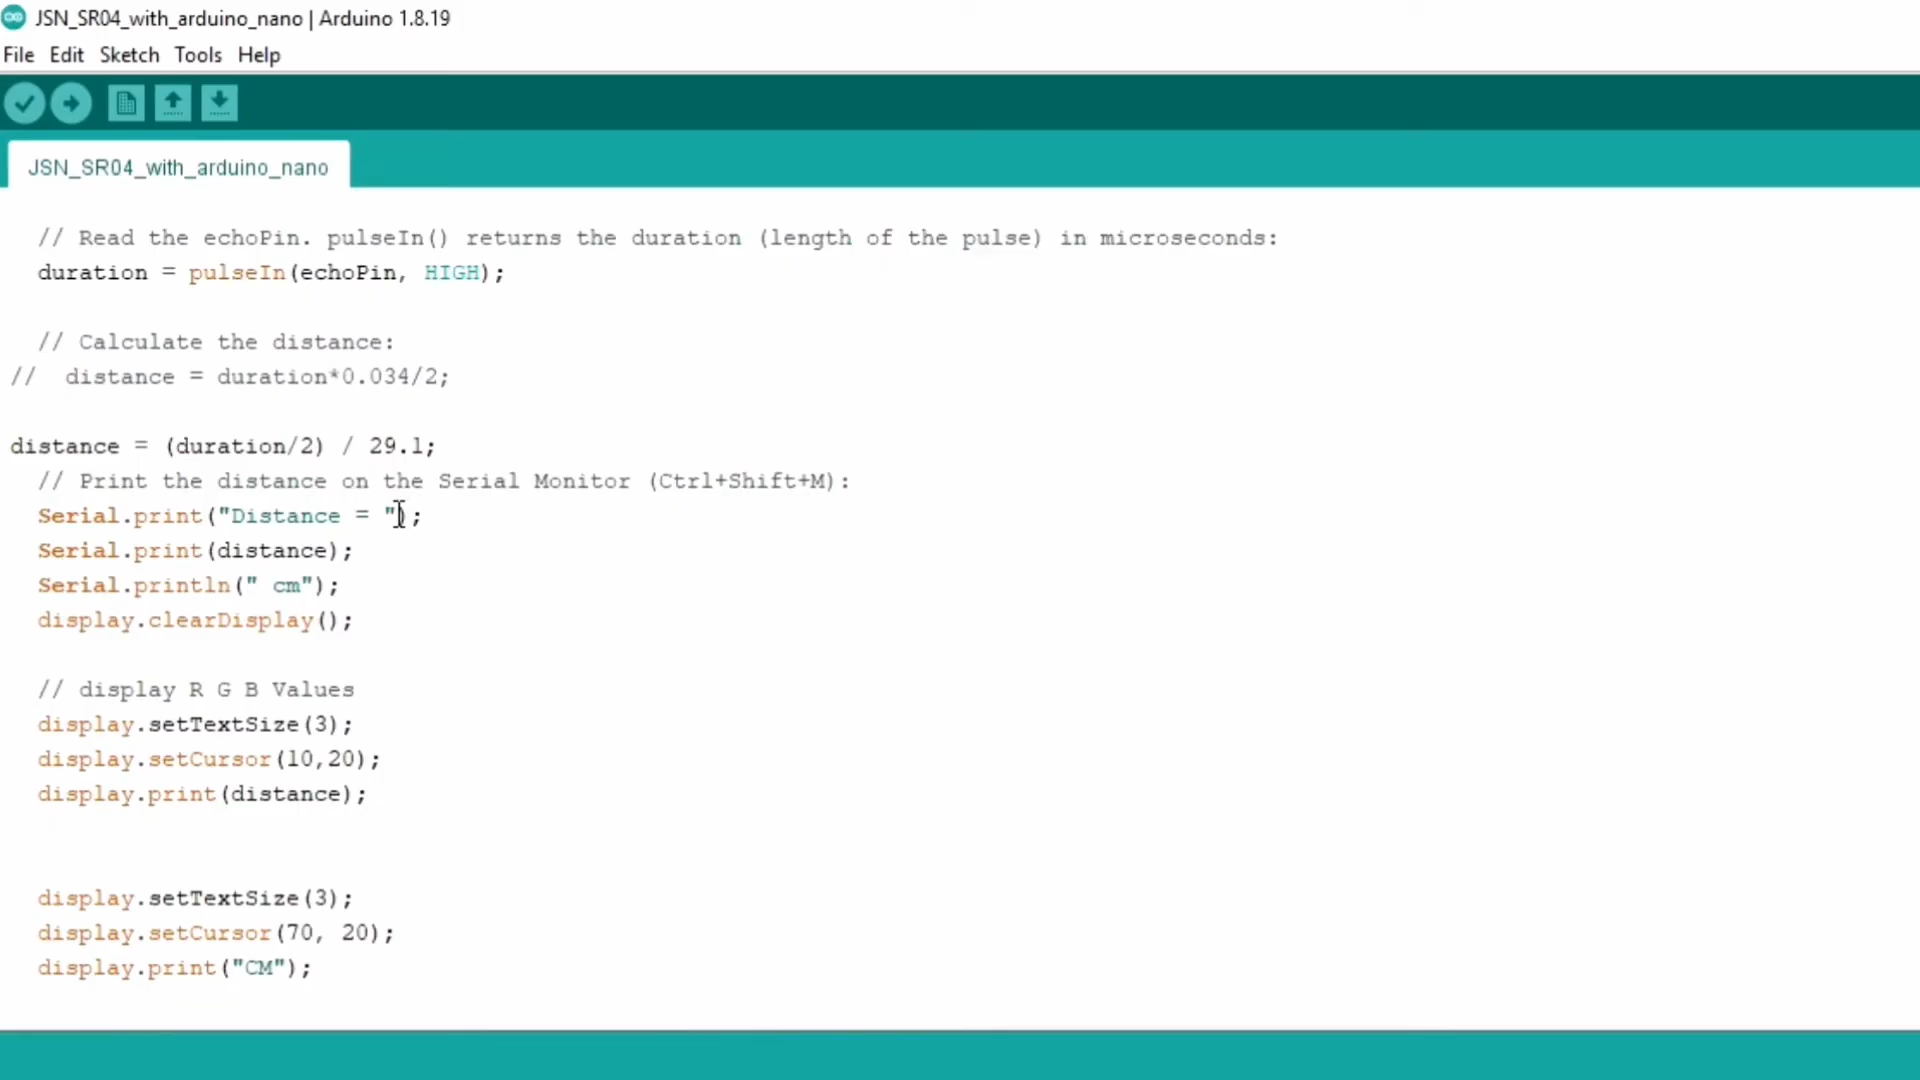 JSN_SR04_with_arduino_nano | Arduino 1.8.19
File Edit Sketch Tools Help
JSN_SR04_with_arduino_nano
// Read the echoPin. pulseIn() returns the duration (length of the pulse) in microseconds:
duration = pulseIn(echoPin, HIGH);
// Calculate the distance:
//  distance = duration*0.034/2;
distance = (duration/2) / 29.1;
// Print the distance on the Serial Monitor (Ctrl+Shift+M):
Serial.print("Distance = ");
Serial.print(distance);
Serial.println(" cm");
display.clearDisplay();
// display R G B Values
display.setTextSize(3);
display.setCursor(10,20);
display.print(distance);
display.setTextSize(3);
display.setCursor(70, 20);
display.print("CM");